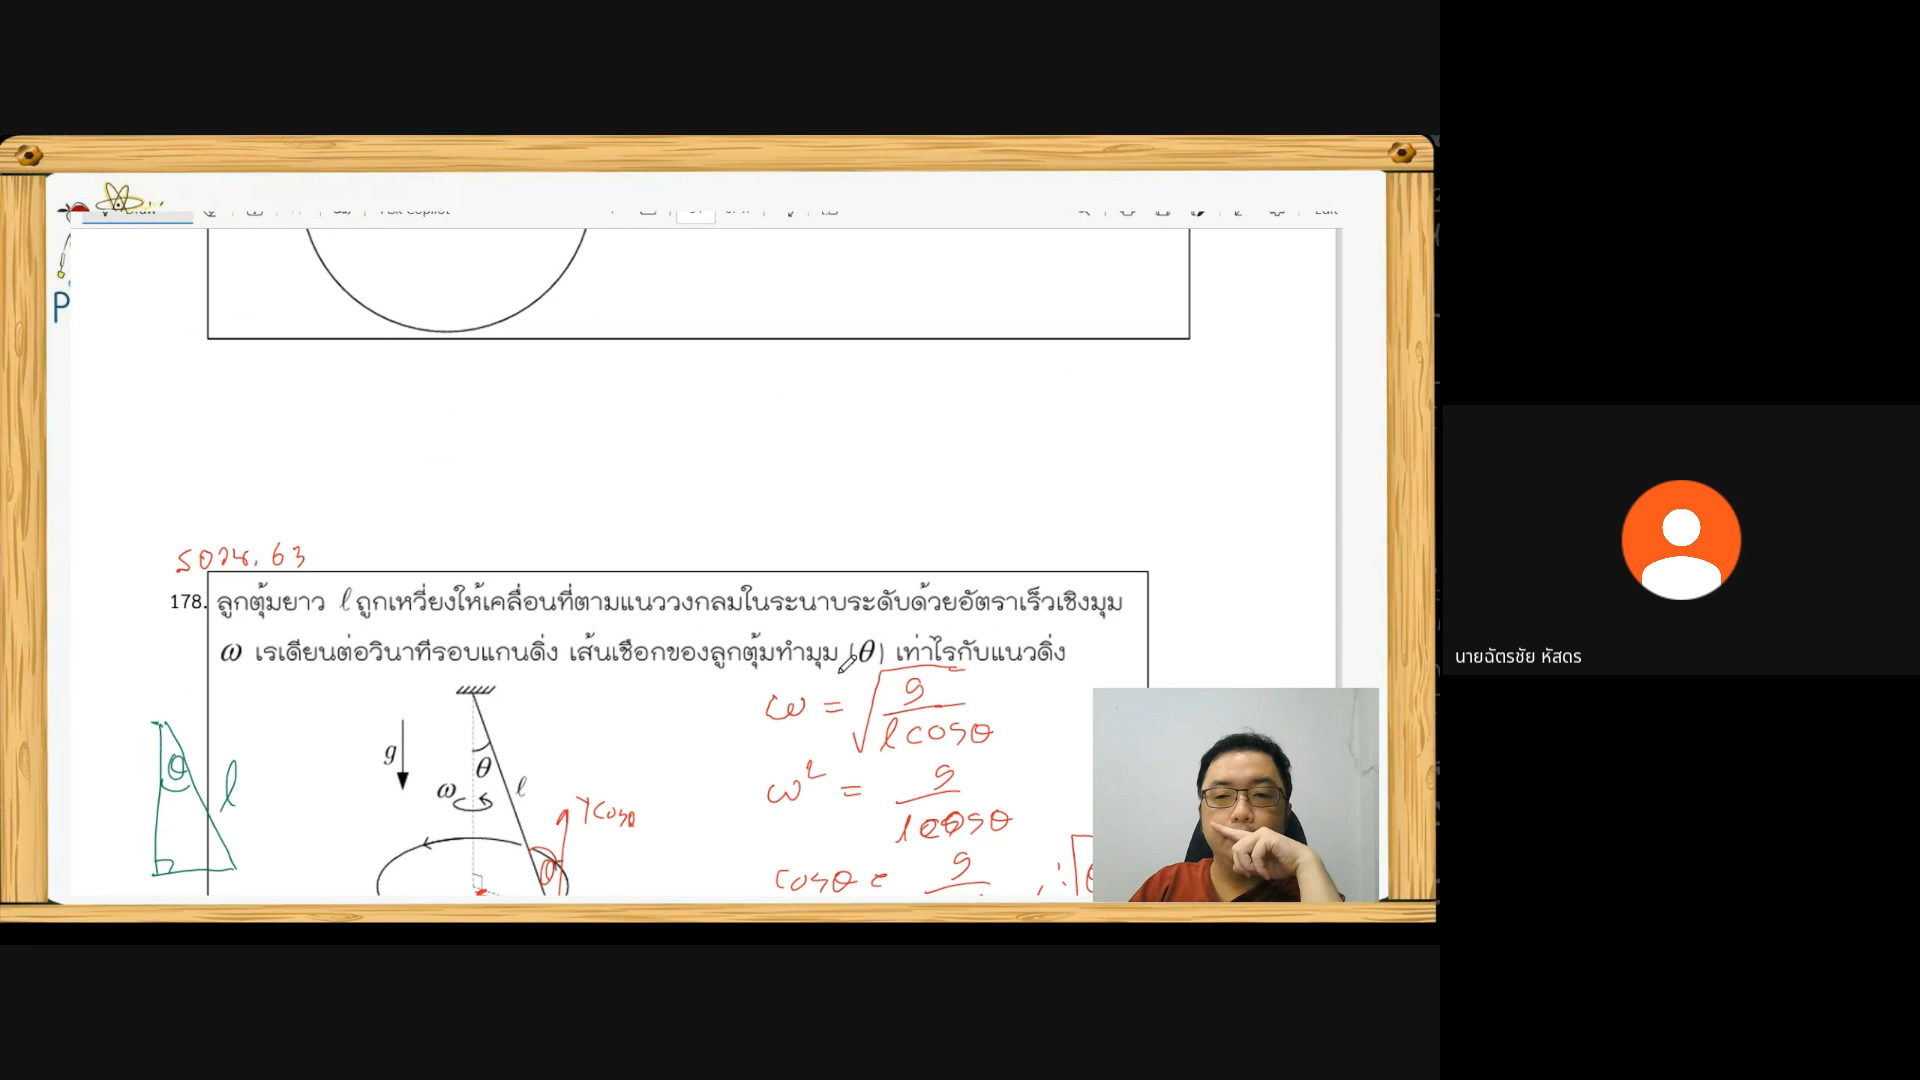 P
รอวน. 63
178. ลูกตุ้มยาว ℓ ถูกเหวี่ยงให้เคลื่อนที่ตามแนววงกลมในระนาบระดับด้วยอัตราเร็วเชิงมุม
ω เรเดียนต่อวินาทีรอบแกนดิ่ง เส้นเชือกของลูกตุ้มทำมุม (θ) เท่าไรกับแนวดิ่ง
ω = √(g / ℓ cosθ)
g
θ
ω
ℓ
θ
ℓ
Tcosθ
ω² = g / ℓ cosθ
θ
cosθ = g
นายฉัตรชัย หัสดร